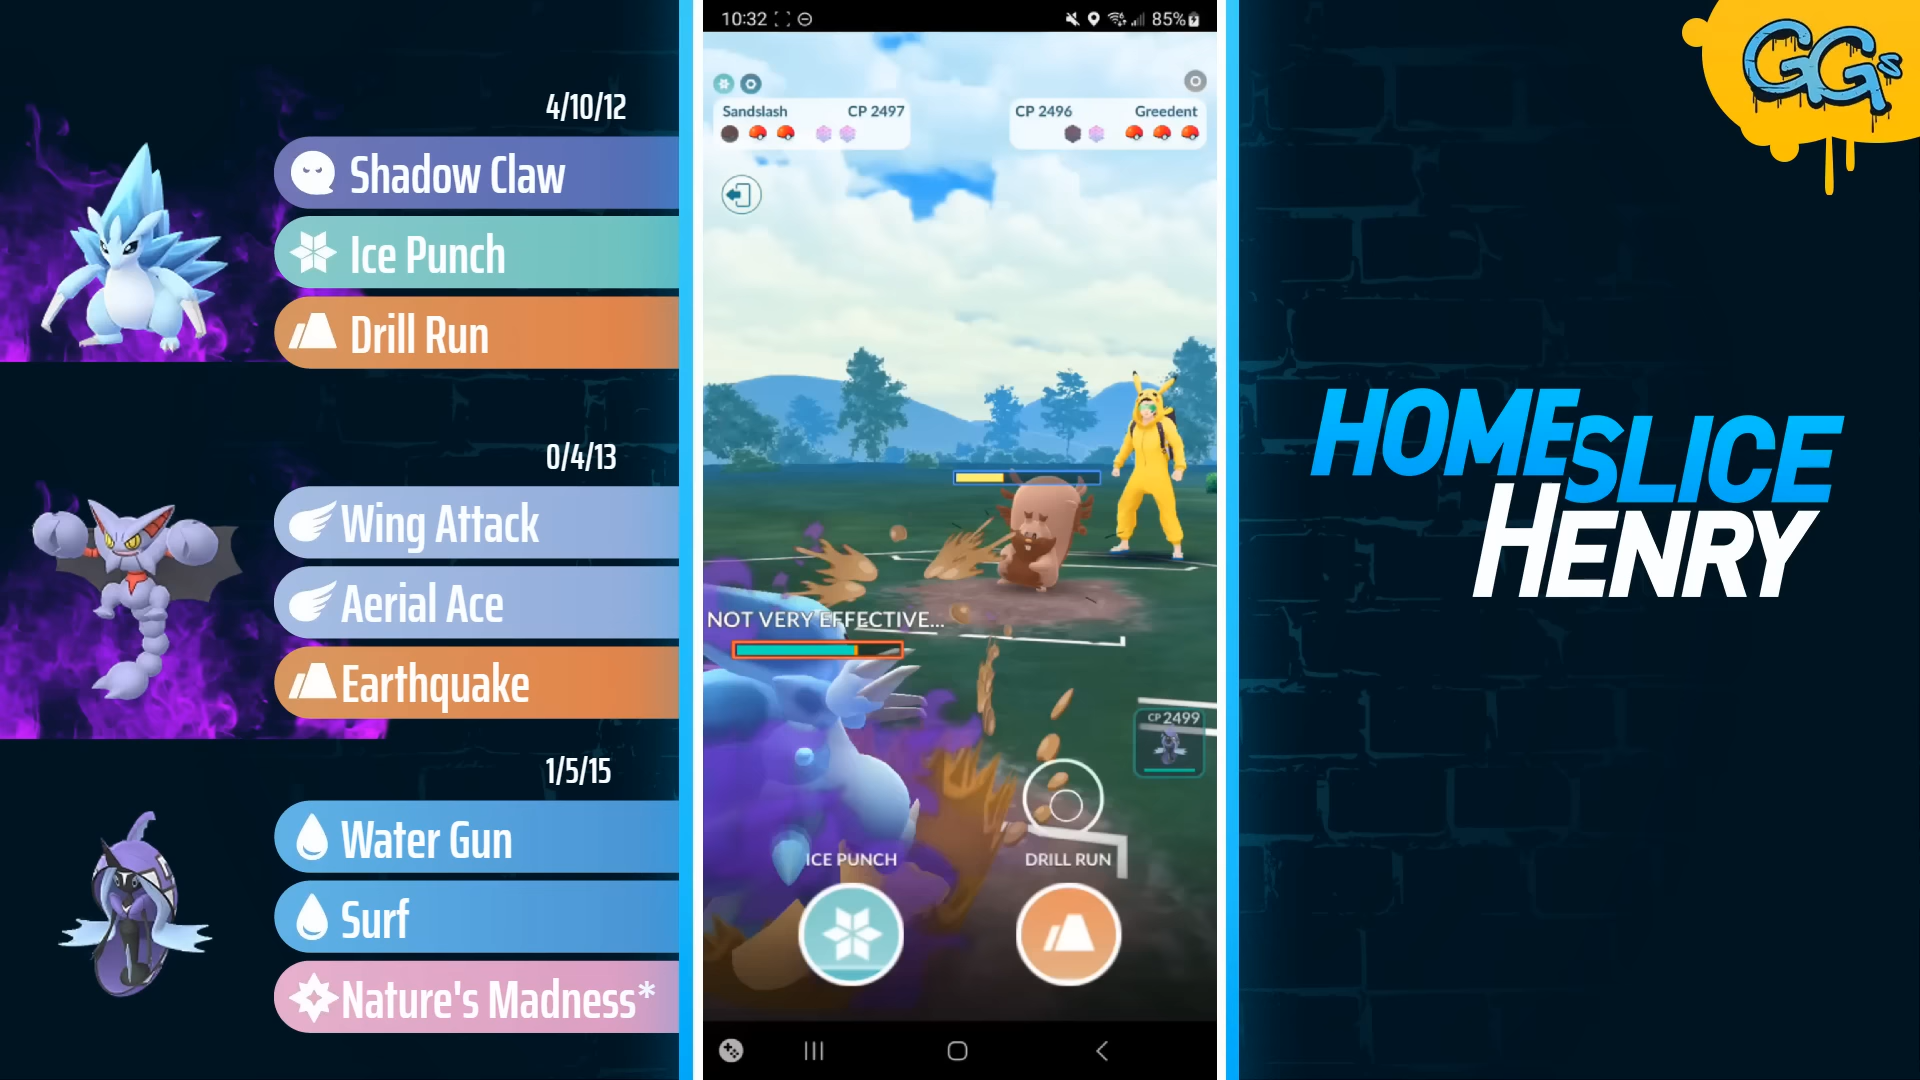 4/10/12
Shadow Claw
Ice Punch
Drill Run
0/4/13
Wing Attack
Aerial Ace
Earthquake
1/5/15
Water Gun
Surf
Nature's Madness*
10:32
85%
Sandslash CP 2497
CP 2496 Greedent
NOT VERY EFFECTIVE...
CP 2499
ICE PUNCH
DRILL RUN
GGs
HOMESLICE
HENRY